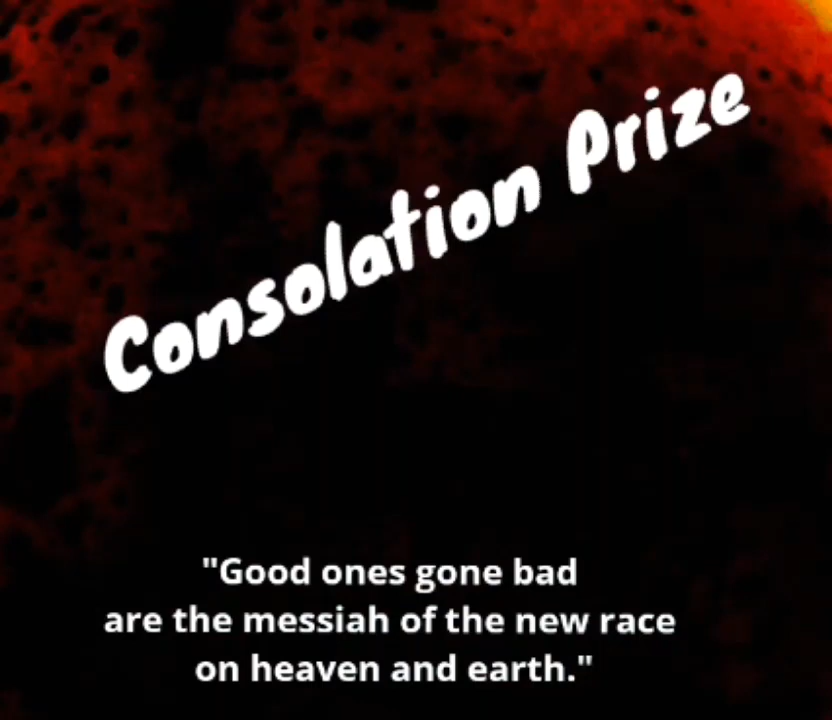 Consolation Prize
"Good ones gone bad
are the messiah of the new race
on heaven and earth."